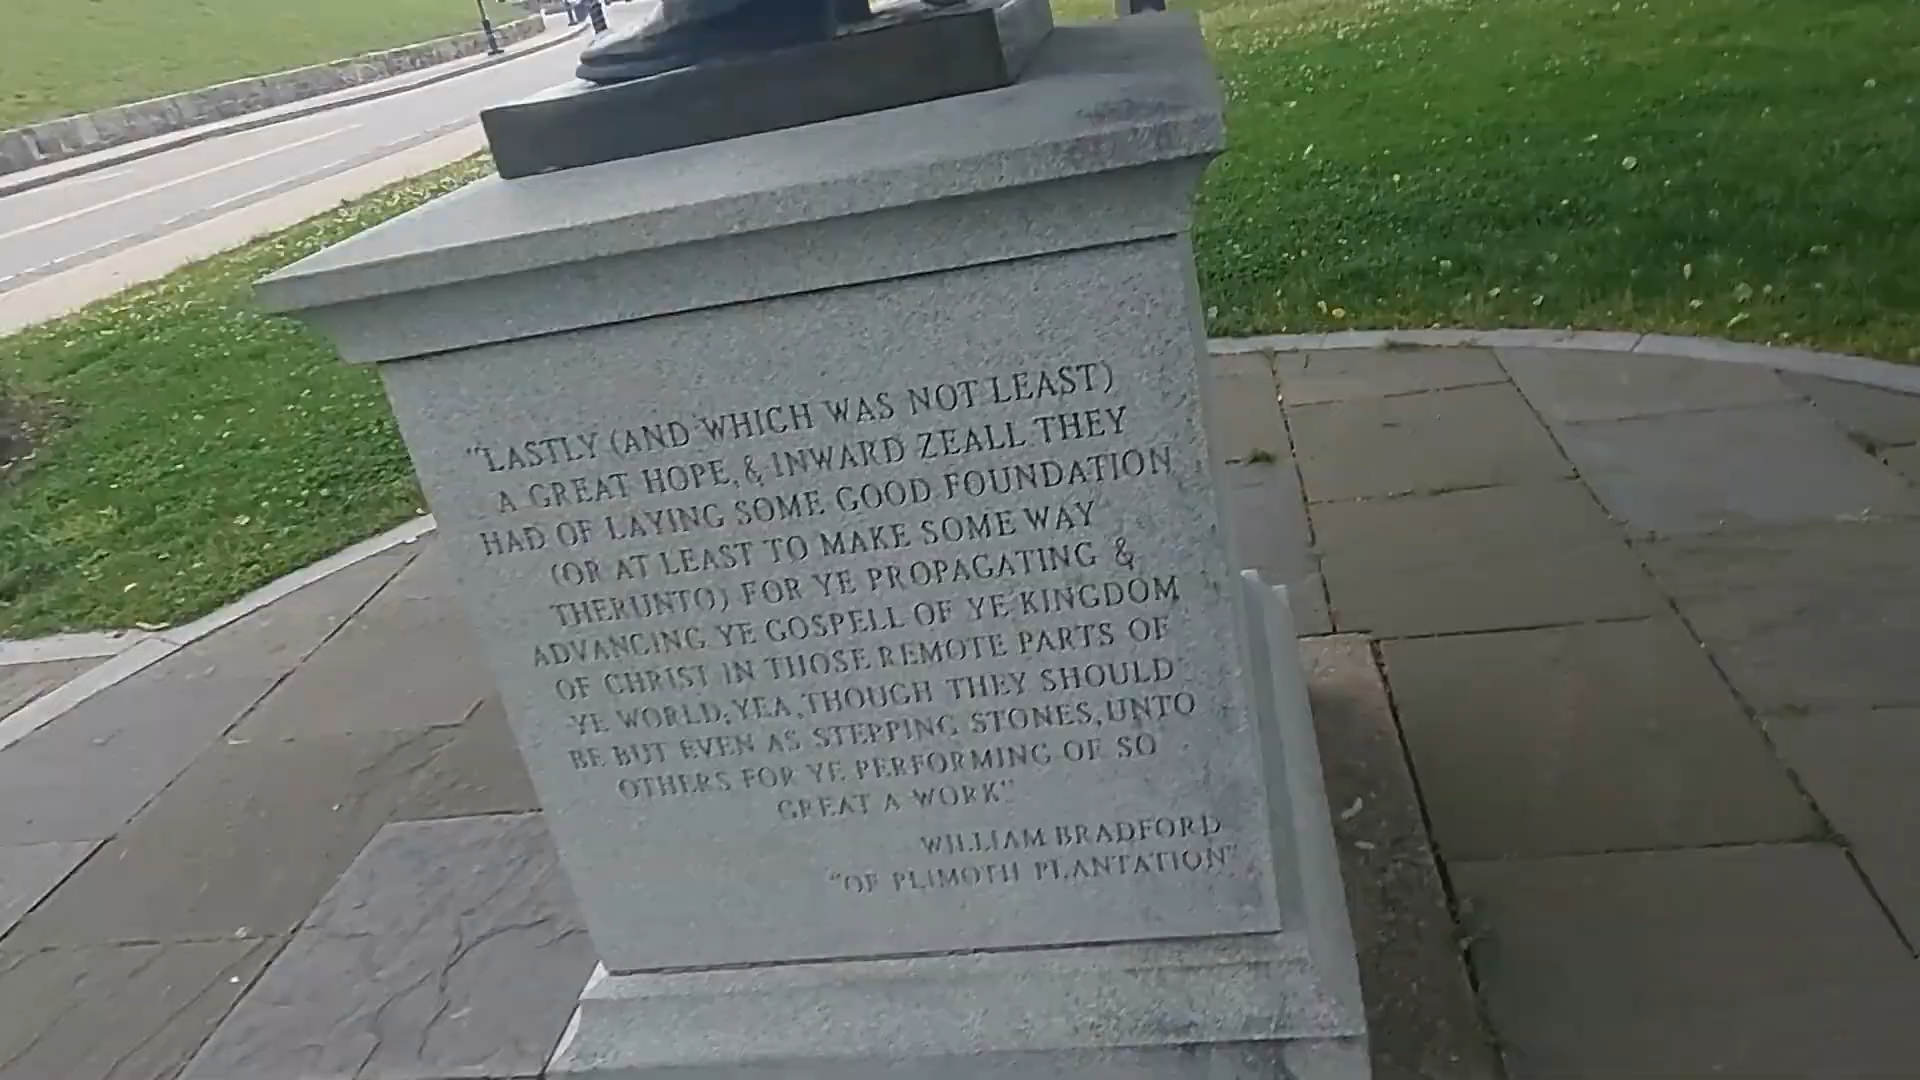 "LASTLY (AND WHICH WAS NOT LEAST)
A GREAT HOPE, & INWARD ZEALL THEY
HAD OF LAYING SOME GOOD FOUNDATION
(OR AT LEAST TO MAKE SOME WAY
THERUNTO) FOR YE PROPAGATING &
ADVANCING YE GOSPELL OF YE KINGDOM
OF CHRIST IN THOSE REMOTE PARTS OF
YE WORLD; YEA, THOUGH THEY SHOULD
BE BUT EVEN AS STEPPING STONES, UNTO
OTHERS FOR YE PERFORMING OF SO
GREAT A WORK"
WILLIAM BRADFORD
"OF PLIMOTH PLANTATION"